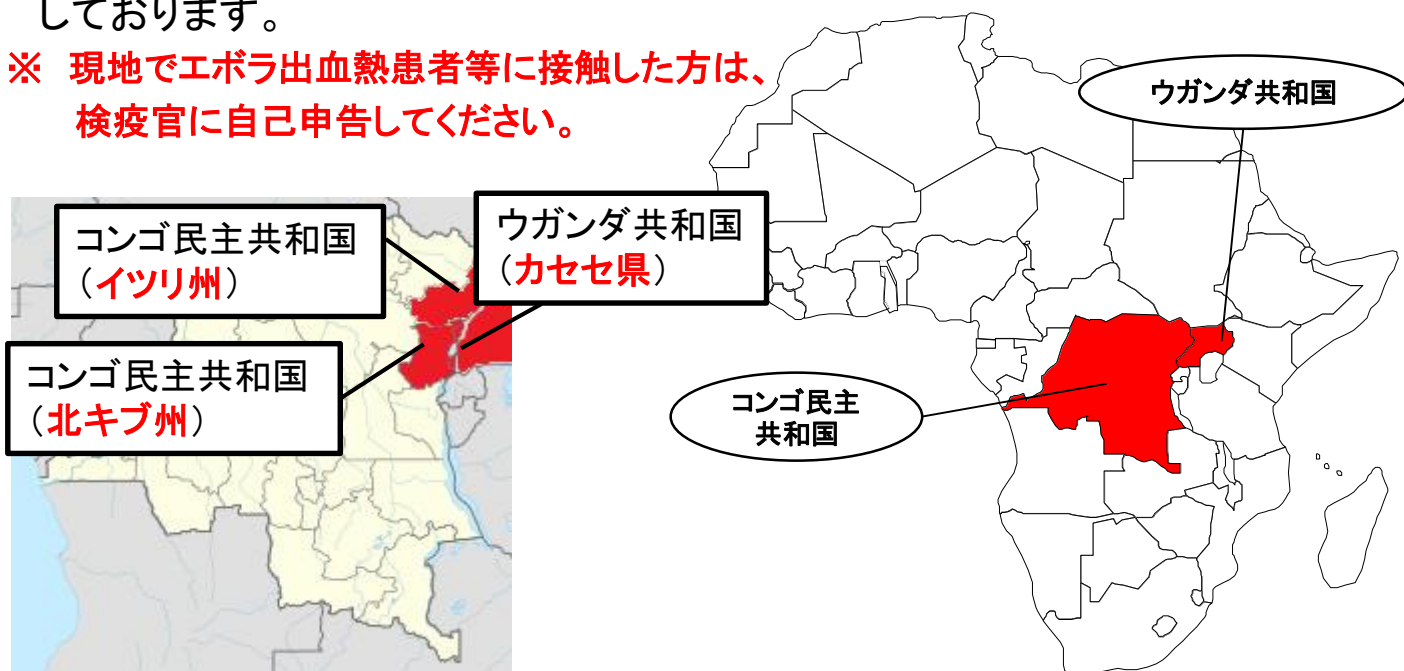 しております。
※ 現地でエボラ出血熱患者等に接触した方は、
検疫官に自己申告してください。
ウガンダ共和国
コンゴ民主共和国
（イツリ州）
ウガンダ共和国
（カセセ県）
コンゴ民主共和国
（北キブ州）
コンゴ民主
共和国